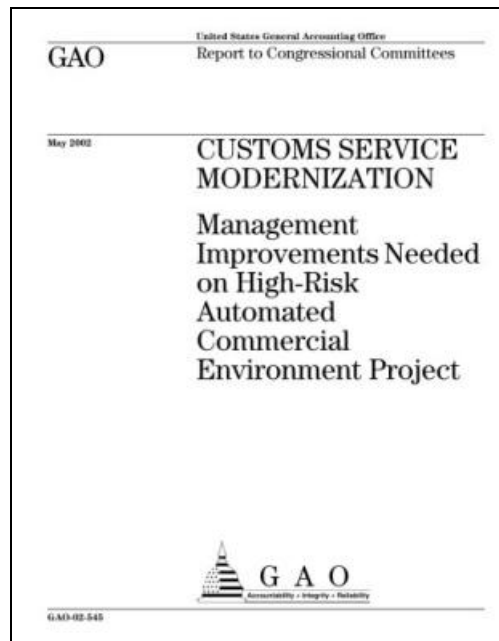 United States General Accounting Office
GAO
Report to Congressional Committees
May 2002
CUSTOMS SERVICE
MODERNIZATION
Management
Improvements Needed
on High-Risk
Automated
Commercial
Environment Project
G A O
Accountability * Integrity * Reliability
GAO-02-545